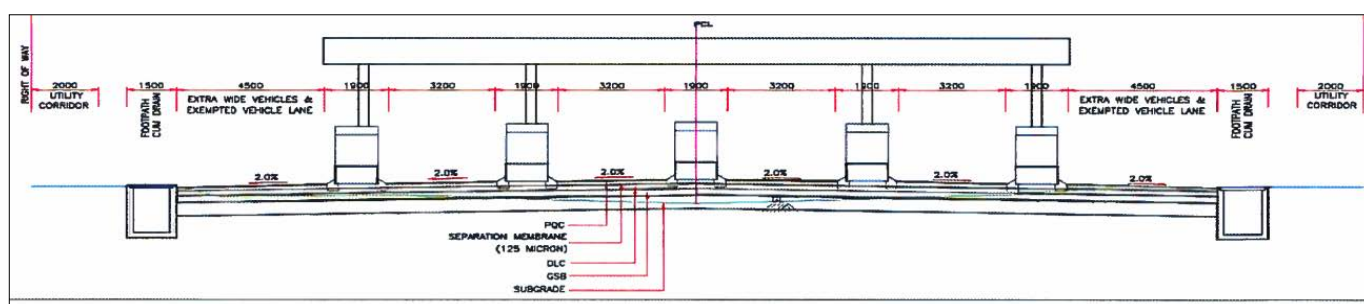 PCL
RIGHT OF WAY
2000
1500
4500
1900
3200
1900
3200
1900
3200
1900
3200
1900
4500
1500
2000
UTILITY
CORRIDOR
FOOTPATH
CUM DRAIN
EXTRA WIDE VEHICLES &
EXEMPTED VEHICLE LANE
EXTRA WIDE VEHICLES &
EXEMPTED VEHICLE LANE
FOOTPATH
CUM DRAIN
UTILITY
CORRIDOR
2.0%
2.0%
2.0%
2.0%
2.0%
2.0%
PQC
SEPARATION MEMBRANE
(125 MICRON)
DLC
GSB
SUBGRADE